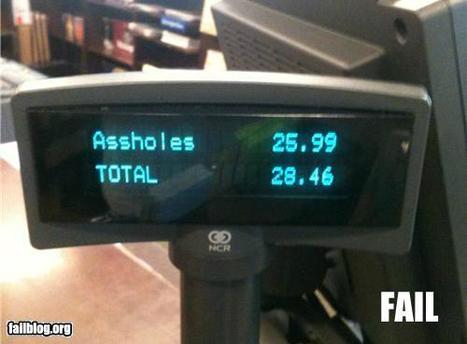 Assholes 25.99
TOTAL 28.46
NCR
FAIL
failblog.org